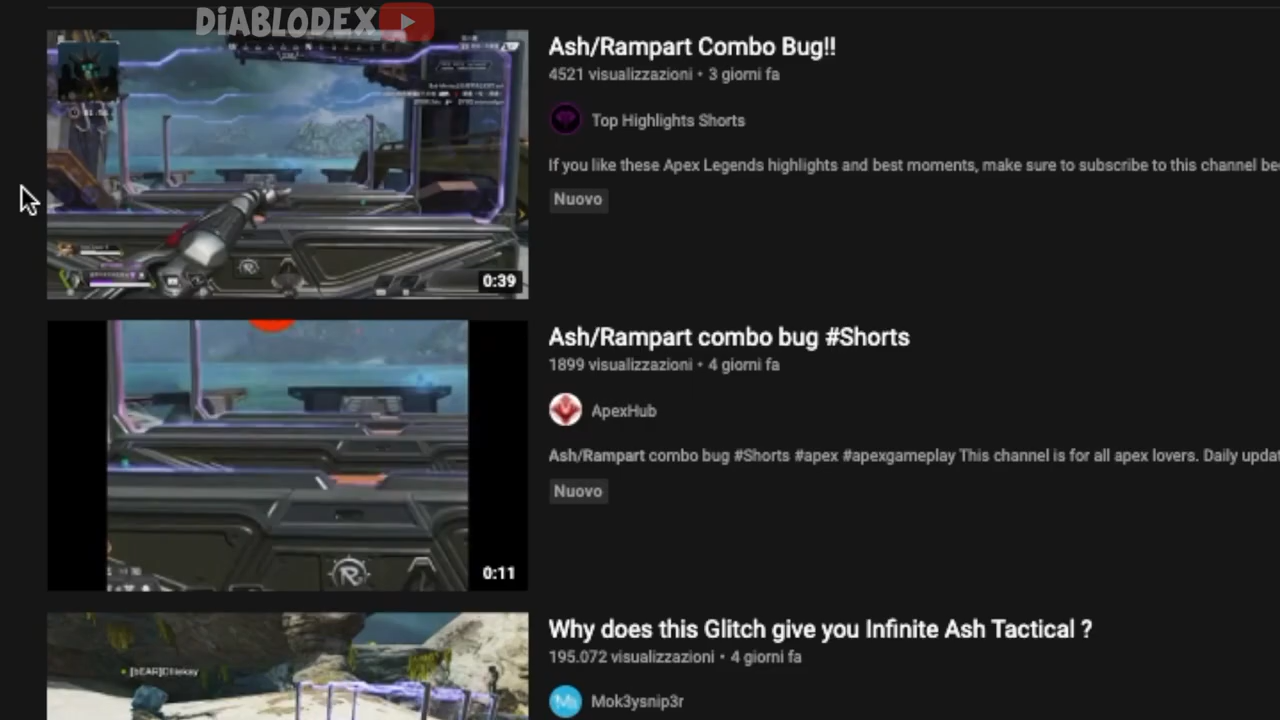 DiABLODEX
Ash/Rampart Combo Bug!!
4521 visualizzazioni • 3 giorni fa
Top Highlights Shorts
If you like these Apex Legends highlights and best moments, make sure to subscribe to this channel
Nuovo
0:39
Ash/Rampart combo bug #Shorts
1899 visualizzazioni • 4 giorni fa
ApexHub
Ash/Rampart combo bug #Shorts #apex #apexgameplay This channel is for all apex lovers. Daily
Nuovo
0:11
Why does this Glitch give you Infinite Ash Tactical ?
195.072 visualizzazioni • 4 giorni fa
Mok3ysnip3r